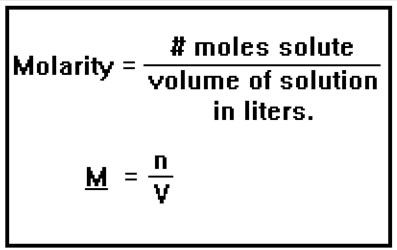 # moles solute
Molarity =
volume of solution
in liters.
n
M =
V